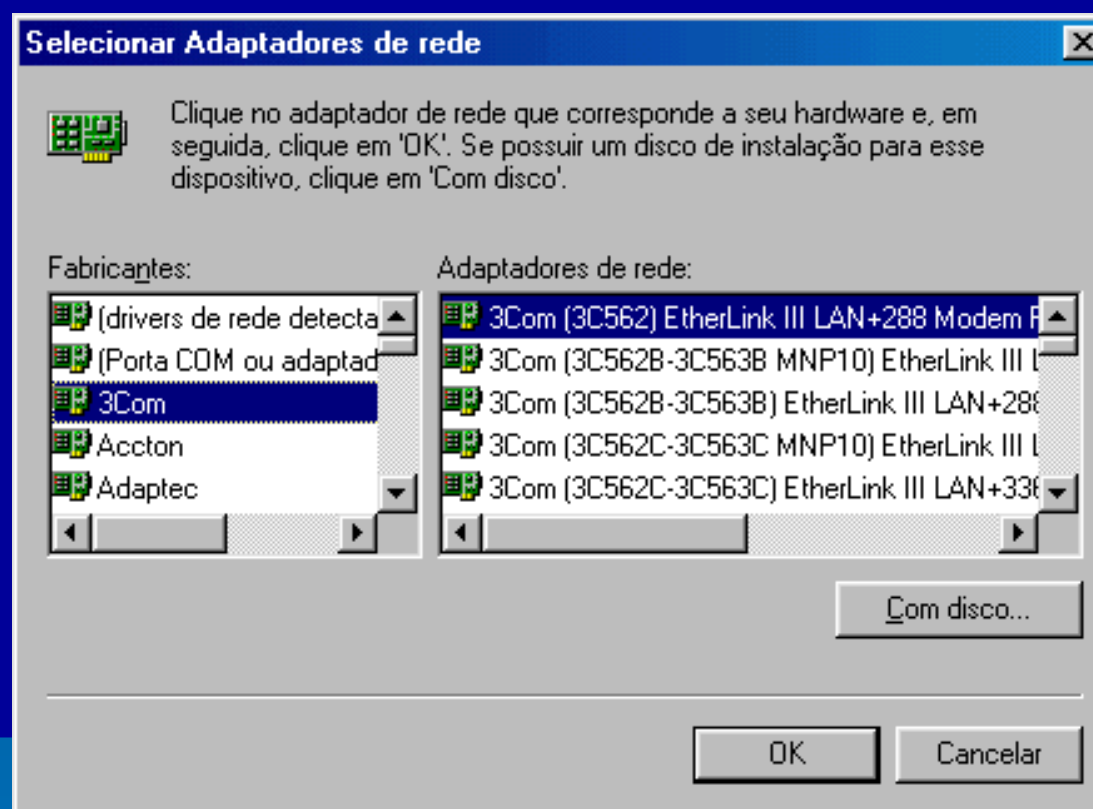 Selecionar Adaptadores de rede
Clique no adaptador de rede que corresponde a seu hardware e, em
seguida, clique em 'OK'. Se possuir um disco de instalação para esse
dispositivo, clique em 'Com disco'.
Fabricantes:
(drivers de rede detecta
(Porta COM ou adaptad
3Com
Accton
Adaptec
Adaptadores de rede:
3Com (3C562) EtherLink III LAN+288 Modem
3Com (3C562B-3C563B MNP10) EtherLink III
3Com (3C562B-3C563B) EtherLink III LAN+288
3Com (3C562C-3C563C MNP10) EtherLink III
3Com (3C562C-3C563C) EtherLink III LAN+336
Com disco...
OK
Cancelar